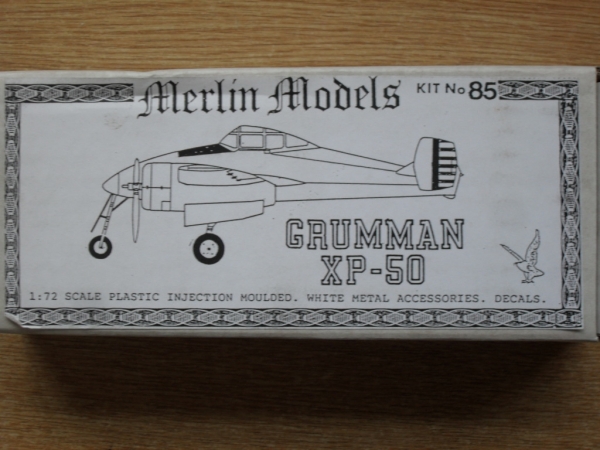 Merlin Models
KIT No 85
GRUMMAN
XP-50
1:72 SCALE PLASTIC INJECTION MOULDED. WHITE METAL ACCESSORIES. DECALS.